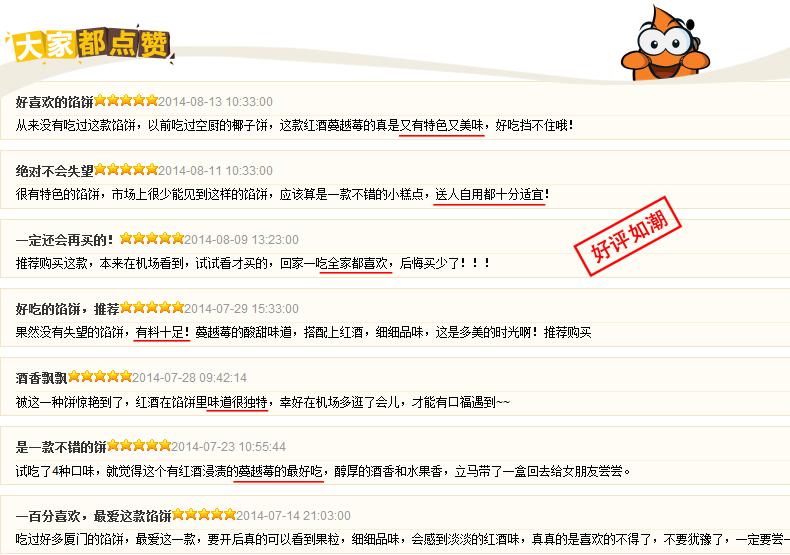 大家都点赞
好喜欢的馅饼 2014-08-13 10:33:00
从来没有吃过这款馅饼，以前吃过空厨的椰子饼，这款红酒蔓越莓的真是又有特色又美味，好吃挡不住哦！
绝对不会失望 2014-08-11 10:33:00
很有特色的馅饼，市场上很少能见到这样的馅饼，应该算是一款不错的小糕点，送人自用都十分适宜！
一定还会再买的！ 2014-08-09 13:23:00
好评如潮
推荐购买这款，本来在机场看到，试试看才买的，回家一吃全家都喜欢，后悔买少了！！！
好吃的馅饼，推荐 2014-07-29 15:33:00
果然没有失望的馅饼，有料十足！蔓越莓的酸甜味道，搭配上红酒，细细品味，这是多美的时光啊！推荐购买
酒香飘飘 2014-07-28 09:42:14
被这一种饼惊艳到了，红酒在馅饼里味道很独特，幸好在机场多逛了会儿，才能有口福遇到~~
是一款不错的饼 2014-07-23 10:55:44
试吃了4种口味，就觉得这个有红酒浸渍的蔓越莓的最好吃，醇厚的酒香和水果香，立马带了一盒回去给女朋友尝尝。
一百分喜欢，最爱这款馅饼 2014-07-14 21:03:00
吃过好多厦门的馅饼，最爱这一款，要开后真的可以看到果粒，细细品味，会感到淡淡的红酒味，真真的是喜欢的不得了，不要犹豫了，一定要尝一